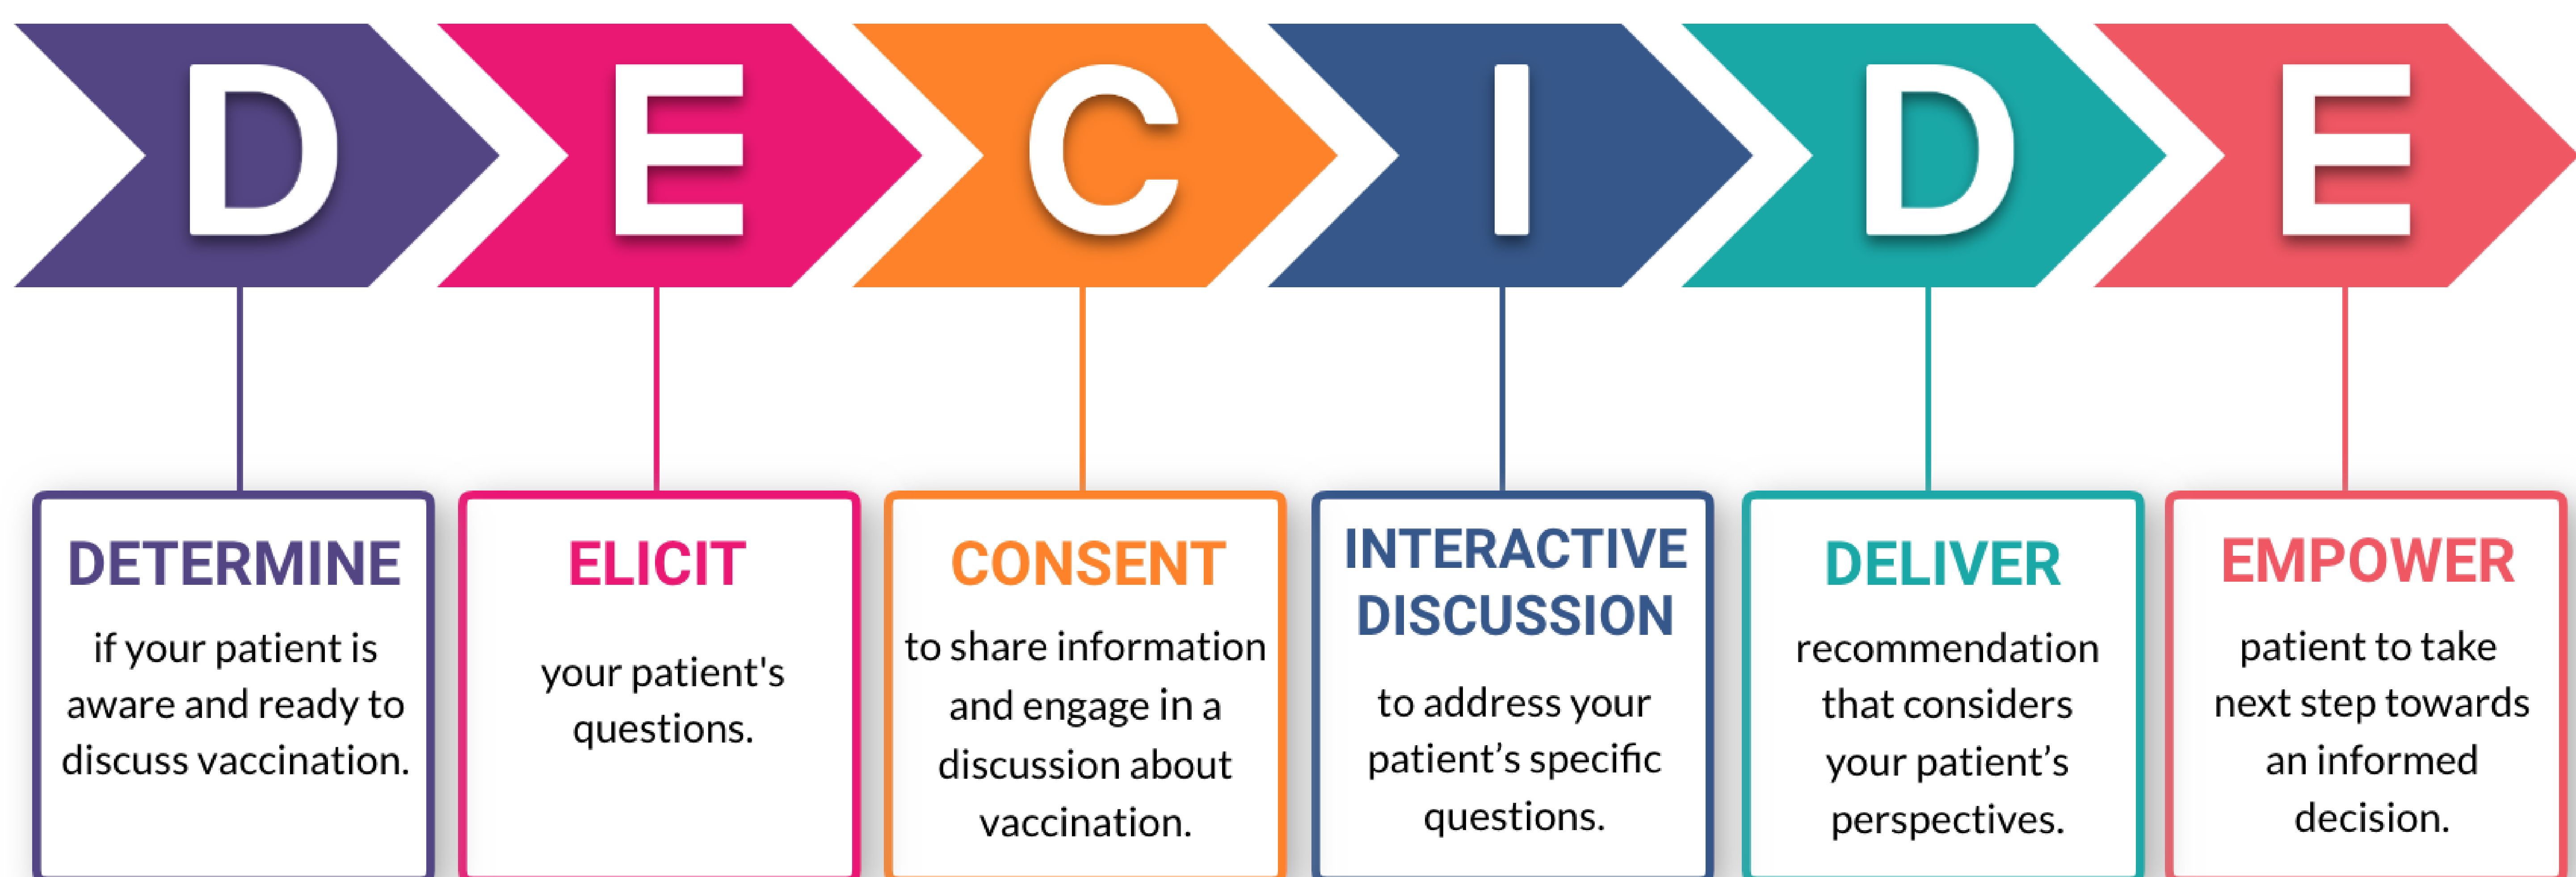 D E C I D E
DETERMINE
if your patient is
aware and ready to
discuss vaccination.
ELICIT
your patient's
questions.
CONSENT
to share information
and engage in a
discussion about
vaccination.
INTERACTIVE
DISCUSSION
to address your
patient’s specific
questions.
DELIVER
recommendation
that considers
your patient’s
perspectives.
EMPOWER
patient to take
next step towards
an informed
decision.